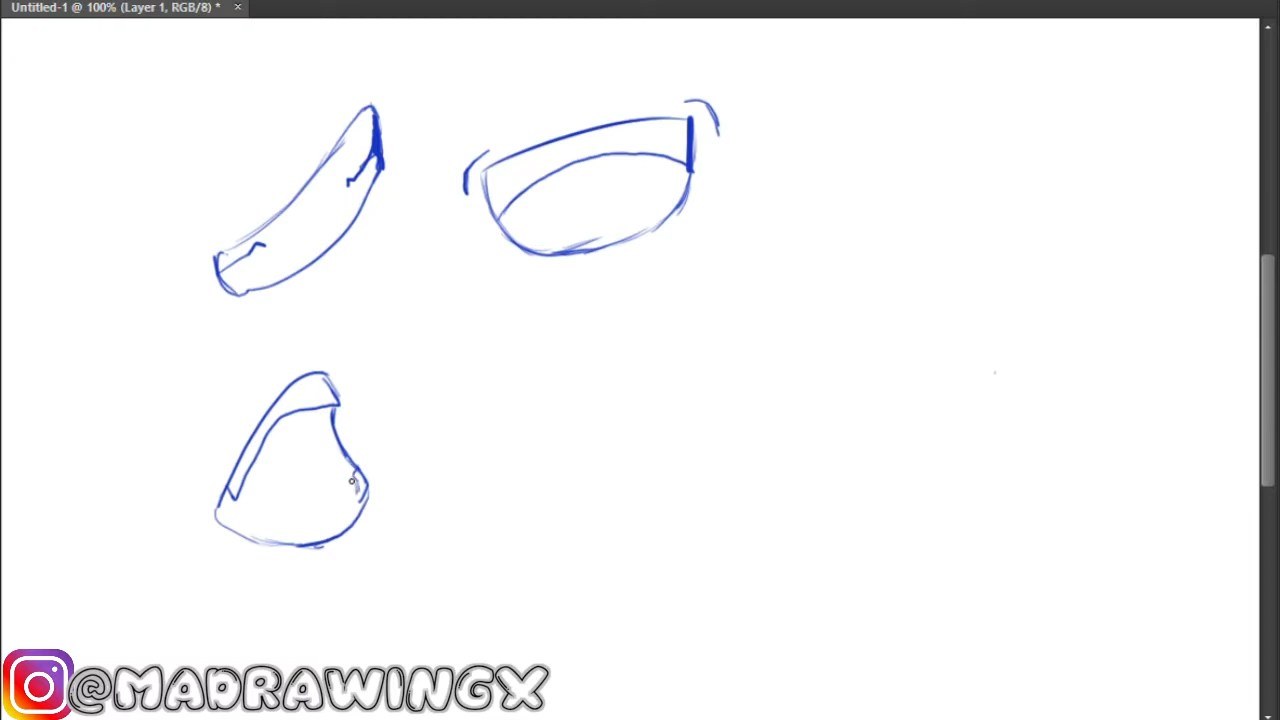 Untitled-1 @ 100% (Layer 1, RGB/8) *
@MADRAWINGX